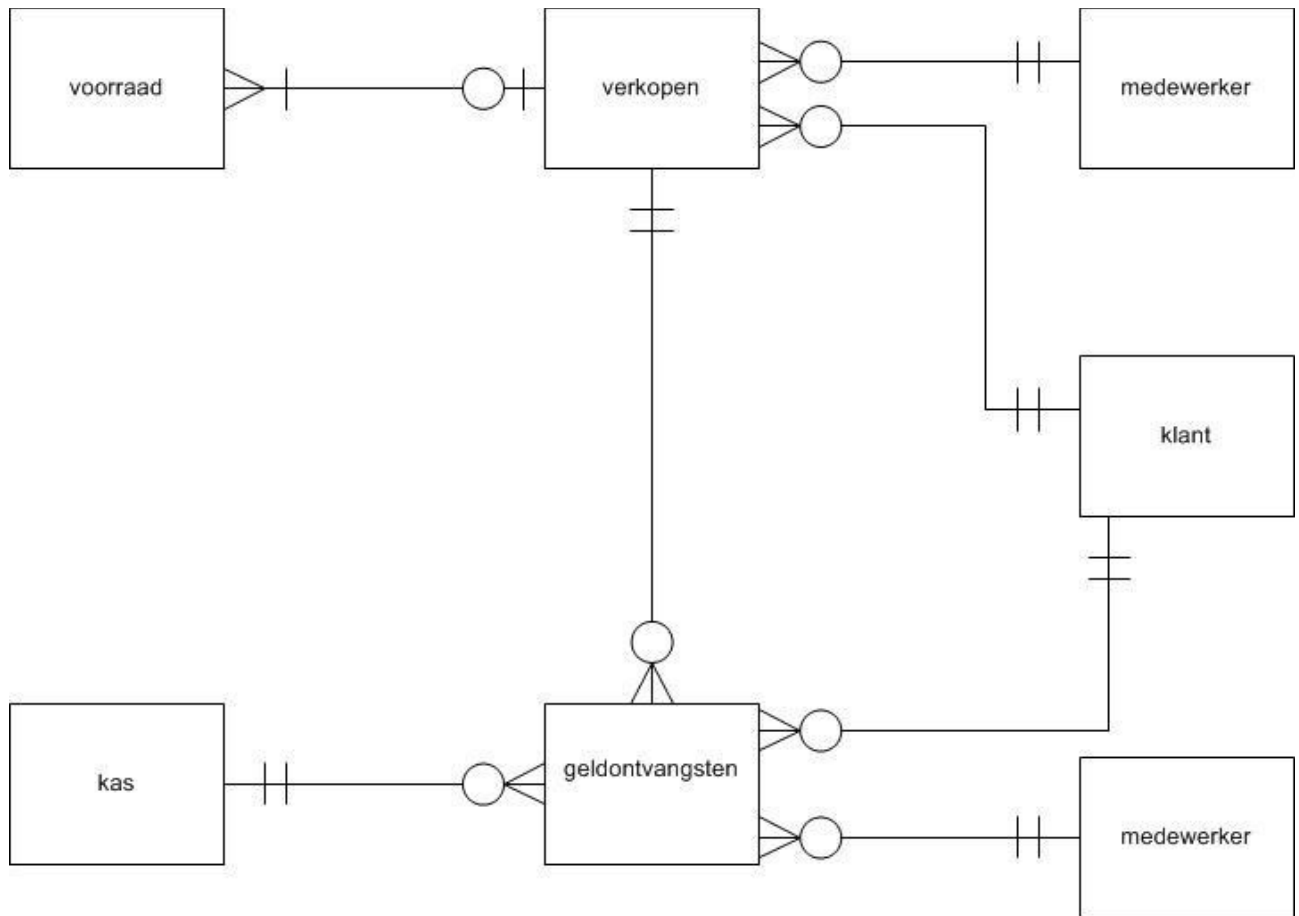 voorraad
verkopen
medewerker
klant
kas
geldontvangsten
medewerker